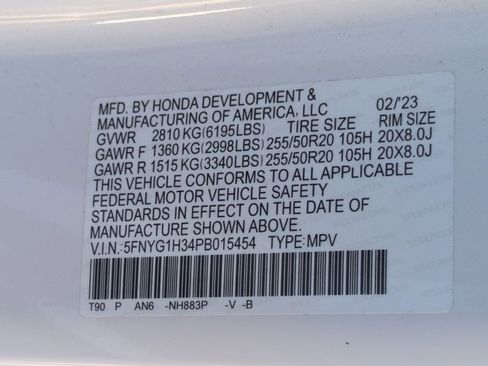 MFD. BY HONDA DEVELOPMENT &
MANUFACTURING OF AMERICA, LLC 02/'23
GVWR 2810 KG(6195LBS) TIRE SIZE RIM SIZE
GAWR F 1360 KG(2998LBS) 255/50R20 105H 20X8.0J
GAWR R 1515 KG(3340LBS) 255/50R20 105H 20X8.0J
THIS VEHICLE CONFORMS TO ALL APPLICABLE
FEDERAL MOTOR VEHICLE SAFETY
STANDARDS IN EFFECT ON THE DATE OF
MANUFACTURE SHOWN ABOVE.
V.I.N.:5FNYG1H34PB015454 TYPE:MPV
T90 P AN6 -NH883P -V -B